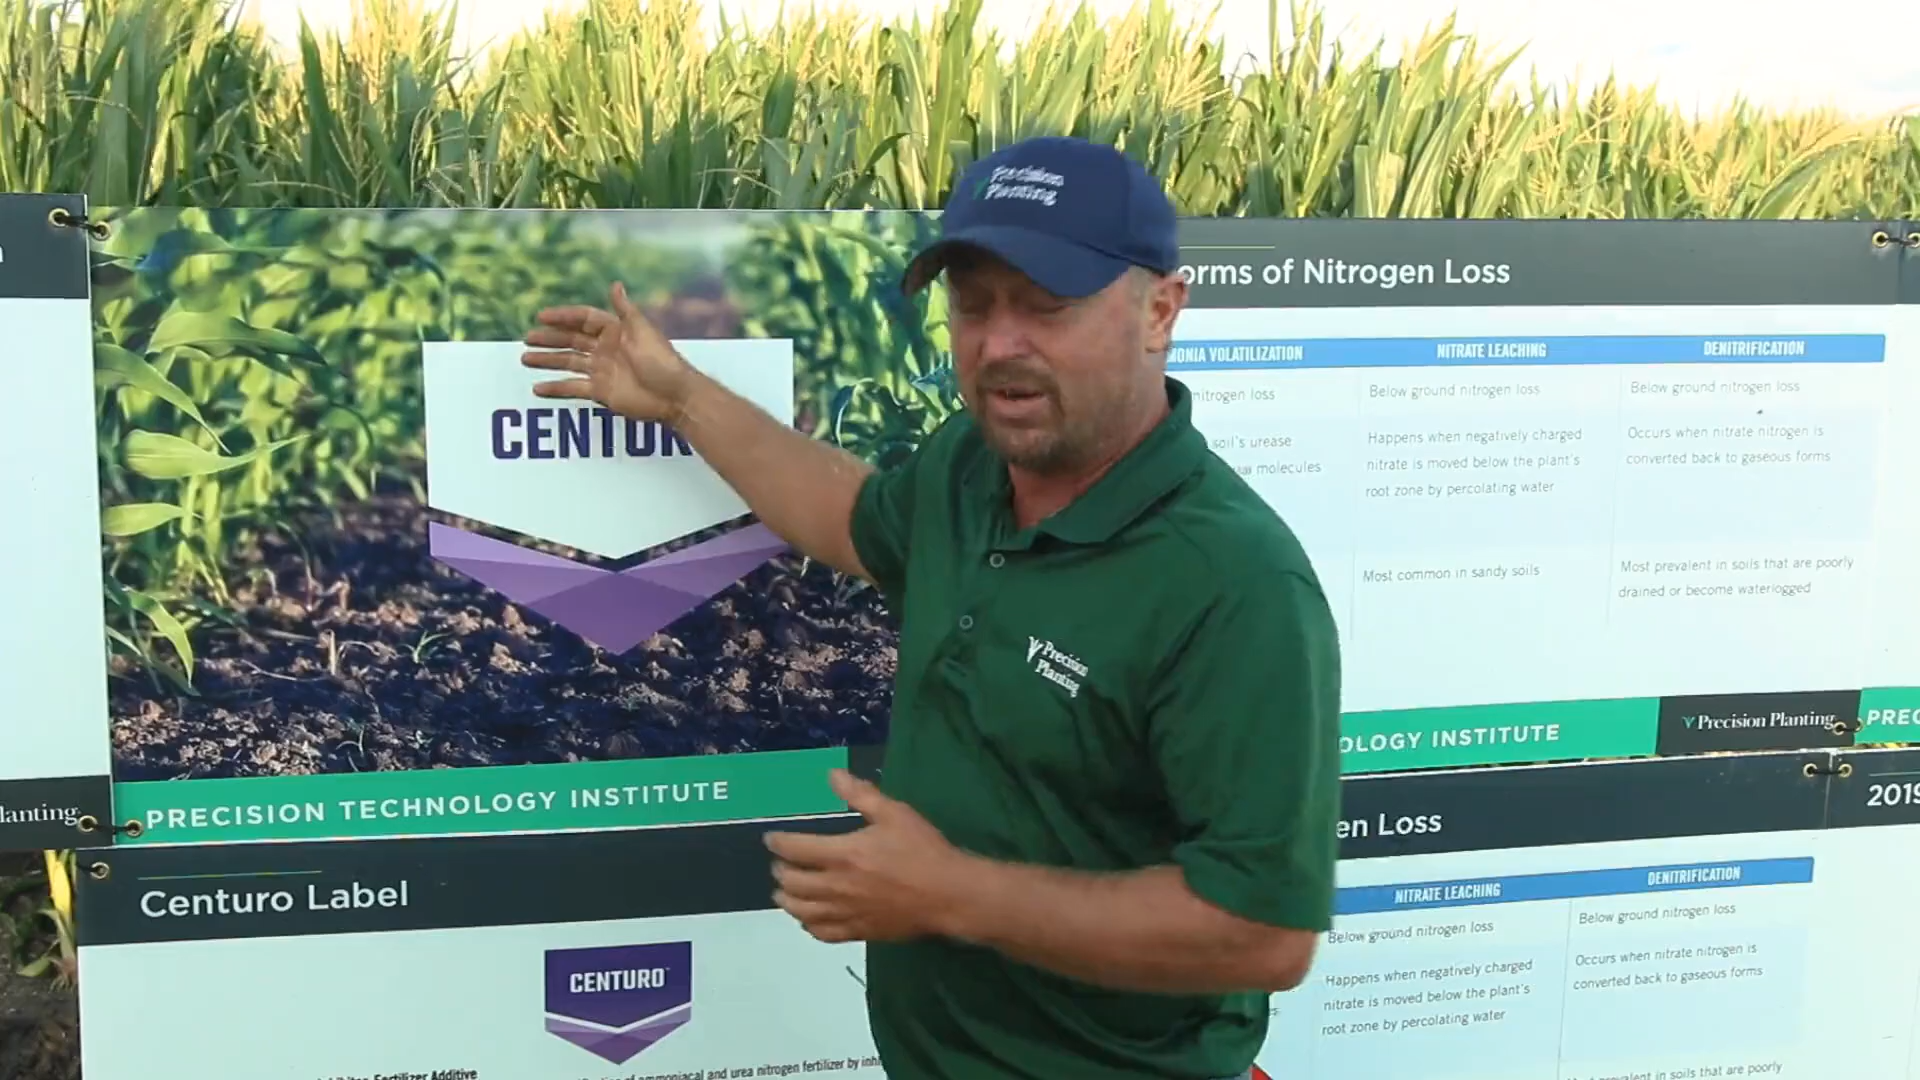 Precision
Planting
orms of Nitrogen Loss
MONIA VOLATILIZATION
nitrogen loss
soil's urease
molecules
NITRATE LEACHING
Below ground nitrogen loss
Happens when negatively charged
nitrate is moved below the plant's
root zone by percolating water
Most common in sandy soils
DENITRIFICATION
Below ground nitrogen loss
Occurs when nitrate nitrogen is
converted back to gaseous forms
Most prevalent in soils that are poorly
drained or become waterlogged
CENTUR
Precision
Planting
OLOGY INSTITUTE
Precision Planting
PREC
PRECISION TECHNOLOGY INSTITUTE
lanting
en Loss
2019
NITRATE LEACHING
Below ground nitrogen loss
Happens when negatively charged
nitrate is moved below the plant's
root zone by percolating water
DENITRIFICATION
Below ground nitrogen loss
Occurs when nitrate nitrogen is
converted back to gaseous forms
in soils that are poorly
Centuro Label
CENTURO
Fertilizer Additive
of ammoniacal and urea nitrogen fertilizer by inhi